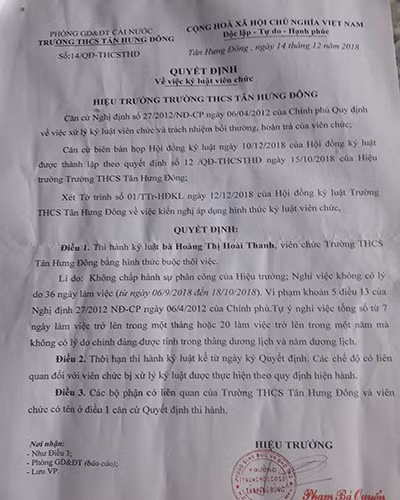 PHÒNG GD&ĐT CÁI NƯỚC
TRƯỜNG THCS TÂN HƯNG ĐÔNG
Số:14/QĐ-THCSTHD
CỘNG HOÀ XÃ HỘI CHỦ NGHĨA VIỆT NAM
Độc lập - Tự do - Hạnh phúc
Tân Hưng Đông, ngày 14 tháng 12 năm 2018
QUYẾT ĐỊNH
Về việc kỷ luật viên chức
HIỆU TRƯỞNG TRƯỜNG THCS TÂN HƯNG ĐÔNG
Căn cứ Nghị định số 27/2012/NĐ-CP ngày 06/04/2012 của Chính phủ Quy định
về việc xử lý kỷ luật viên chức và trách nhiệm bồi thường, hoàn trả của viên chức;
Căn cứ biên bản họp Hội đồng kỷ luật ngày 10/12/2018 của Hội đồng kỷ luật
được thành lập theo quyết định số 12 /QĐ-THCSTHD ngày 15/10/2018 của Hiệu
trưởng Trường THCS Tân Hưng Đông;
Xét Tờ trình số 01/TTr-HĐKL ngày 12/12/2018 của Hội đồng kỷ luật Trường
THCS Tân Hưng Đông về việc kiến nghị áp dụng hình thức kỷ luật viên chức,
QUYẾT ĐỊNH:
Điều 1. Thi hành kỷ luật bà Hoàng Thị Hoài Thanh, viên chức Trường THCS
Tân Hưng Đông bằng hình thức buộc thôi việc.
Lí do: Không chấp hành sự phân công của Hiệu trưởng; Nghỉ việc không có lý
do 36 ngày làm việc (từ ngày 06/9/2018 đến 18/10/2018). Vi phạm khoản 5 điều 13 của
Nghị định 27/2012 NĐ-CP ngày 06/4/2012 của Chính phủ.Tự ý nghỉ việc tổng số từ 7
ngày làm việc trở lên trong một tháng hoặc 20 làm việc trở lên trong một năm mà
không có lý do chính đáng được tính trong tháng dương lịch và năm dương lịch.
Điều 2. Thời hạn thi hành kỷ luật kể từ ngày ký Quyết định. Các chế độ có liên
quan đối với viên chức bị xử lý kỷ luật được thực hiện theo quy định hiện hành.
Điều 3. Các bộ phận có liên quan của Trường THCS Tân Hưng Đông và viên
chức có tên ở điều 1 căn cứ Quyết định thi hành.
Nơi nhận:
- Như Điều 3;
- Phòng GD&ĐT (báo cáo);
- Lưu VP.
HIỆU TRƯỞNG
TRƯỜNG
TÂN HƯNG ĐÔNG
Phạm Bá Quyền